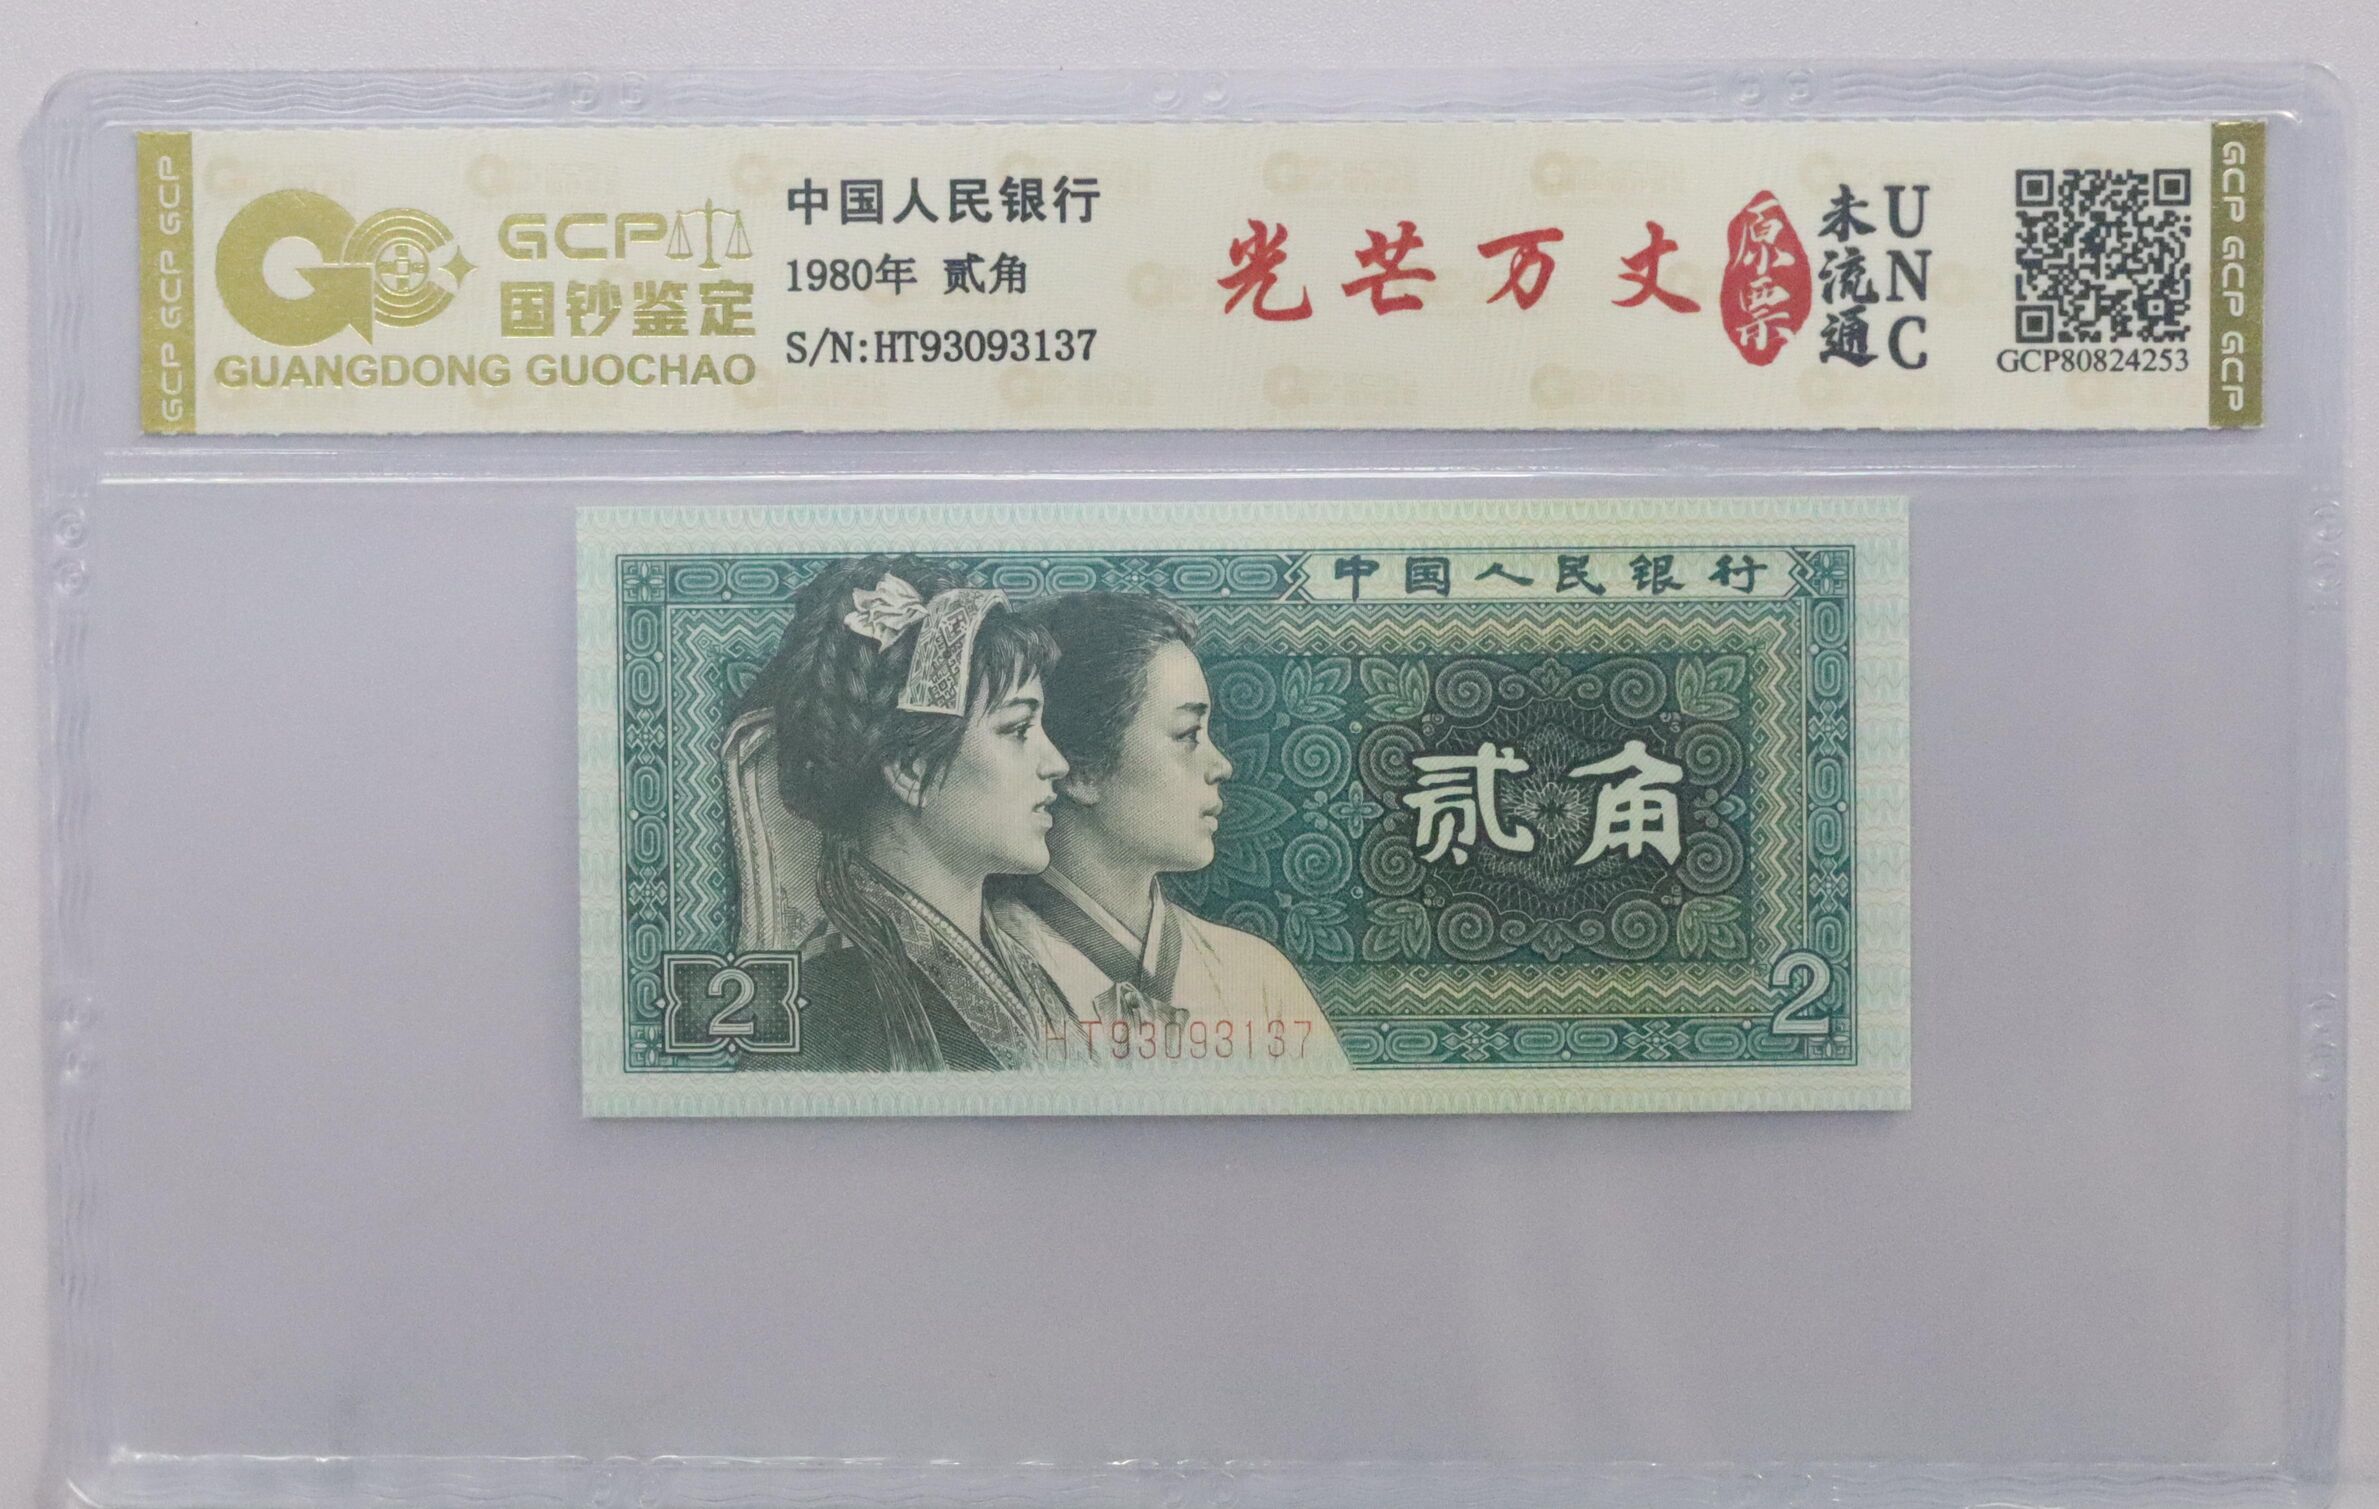 GCP GCP GCP
GCP
国钞鉴定
GUANGDONG GUOCHAO
中国人民银行
1980年 贰角
S/N:HT93093137
光芒万丈
原票
未流通
UNC
GCP80824253
GCP GCP GCP
中国人民银行
贰角
2
2
HT93093137